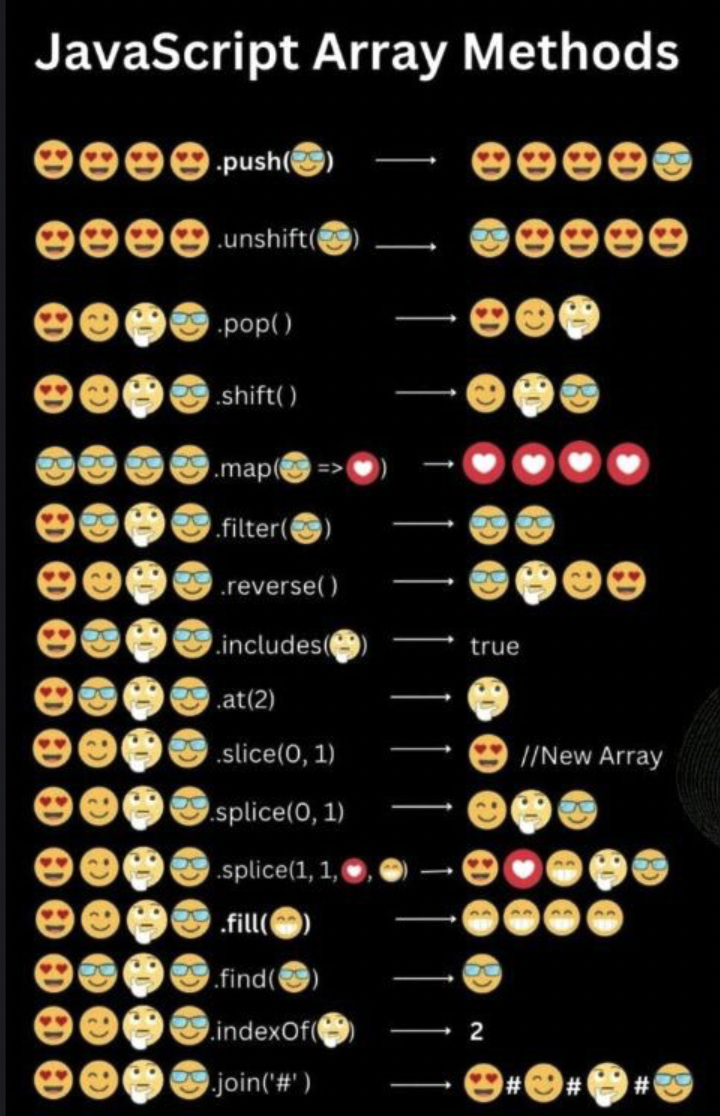 JavaScript Array Methods
😍😍😍😍.push(😎) → 😍😍😍😍😎
😍😍😍😍.unshift(😎) → 😎😍😍😍😍
😍😉🤔😎.pop( ) → 😍😉🤔
😍😉🤔😎.shift( ) → 😉🤔😎
😎😎😎😎.map(😎 => 🤍) → 🤍🤍🤍🤍
😍😎🤔😎.filter(😎) → 😎😎
😍😉🤔😎.reverse( ) → 😎🤔😉😍
😍😎🤔😎.includes(🤔) → true
😍😎🤔😎.at(2) → 🤔
😍😉🤔😎.slice(0, 1) → 😍 //New Array
😍😉🤔😎.splice(0, 1) → 😉🤔😎
😍😉🤔😎.splice(1, 1, 🤍, 😁) → 😍🤍😁🤔😎
😍😉🤔😎.fill(😁) → 😁😁😁😁
😍😎🤔😎.find(😎) → 😎
😍😉🤔😎.indexOf(🤔) → 2
😍😉🤔😎.join('#' ) → 😍#😉#🤔#😎